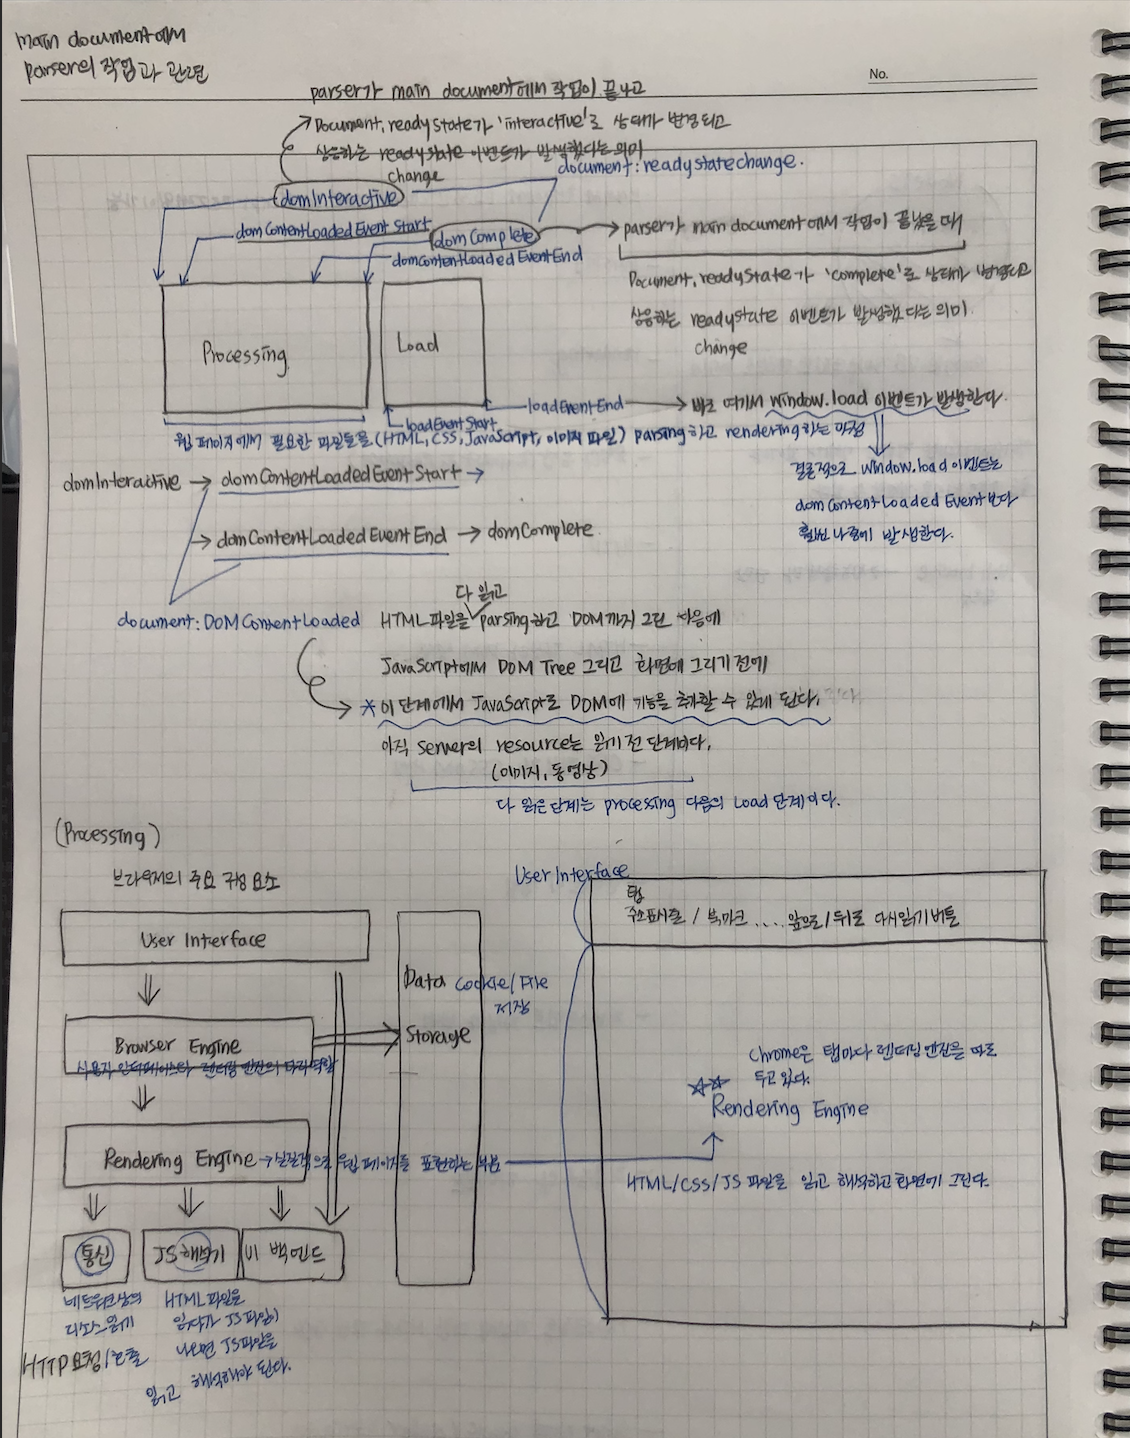 main document에서
parser의 작업과 관련
No.
parser가 main document에서 작업이 끝나고
Document.readyState가 'interactive'로 상태가 변경되고
상응하는 readystate 이벤트가 발생했다는 의미
change
document:readystatechange.
domInteractive
domContentLoaded Event Start
domComplete
parser가 main document에서 작업이 끝났을 때
domContentLoaded EventEnd
Document.readyState가 'complete'로 상태가 변경되고
상응하는 readystate 이벤트가 발생했다는 의미
change
Processing
Load
loadEventEnd
바로 여기서 window.load 이벤트가 발생한다.
loadEventStart
웹 페이지에서 필요한 파일들을 (HTML, CSS, JavaScript, 이미지 파일) parsing하고 rendering하는 과정
결론적으로 window.load 이벤트는
domContentLoaded Event보다
훨씬 나중에 발생한다.
domInteractive → domContentLoaded Event Start →
→ domContentLoaded Event End → domComplete
document:DOMContentLoaded
다 읽고
HTML파일을 parsing하고 DOM까지 그린 다음에
JavaScript에서 DOM Tree 그리고 화면에 그리기 전에
* 이 단계에서 JavaScript로 DOM에 기능을 추가할 수 있게 된다.
아직 server의 resource는 읽기 전 단계이다.
(이미지, 동영상)
다 읽은 단계는 processing 다음의 Load 단계이다.
(Processing)
브라우저의 주요 구성 요소
User Interface
Browser Engine
사용자 인터페이스와 렌더링 엔진의 다리 역할
Rendering Engine → 실질적으로 웹 페이지를 표현하는 부분
통신
JS 해석기
UI 백엔드
네트워크상의
리소스 읽기
HTTP 요청/호출
HTML 파일을
읽다가 JS 파일이
나오면 JS파일을
읽고 해석해야 된다.
Data
Storage
Cookie/File
저장
User Interface
탭
주소표시줄 / 북마크 .... 앞으로/뒤로 다시읽기 버튼
Chrome은 탭마다 렌더링 엔진을 따로
두고 있다.
☆☆
Rendering Engine
HTML/CSS/JS 파일을 읽고 해석하고 화면에 그린다.